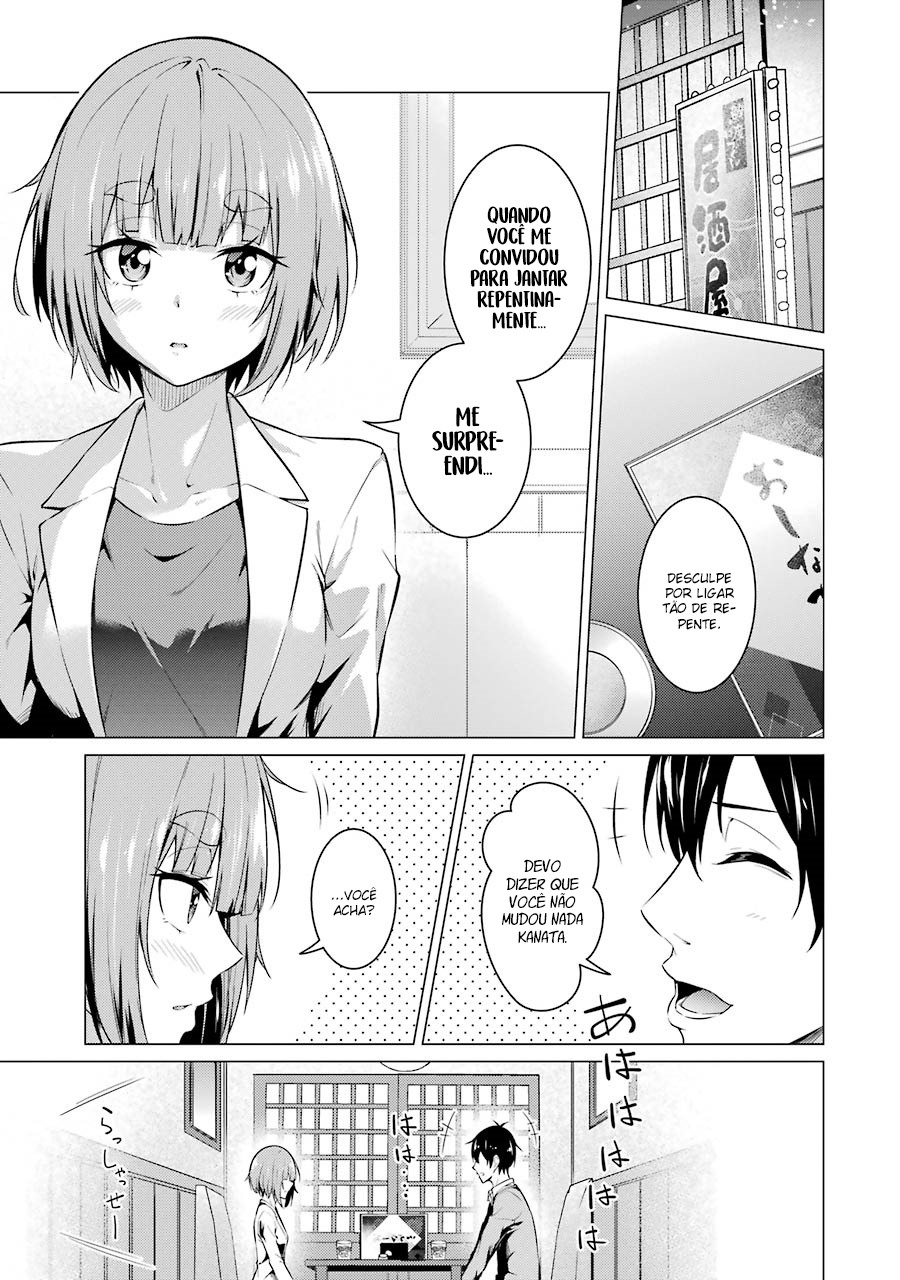 居酒屋
QUANDO
VOCÊ ME
CONVIDOU
PARA JANTAR
REPENTINA-
MENTE...
ME
SURPRE-
ENDI...
DESCULPE
POR LIGAR
TÃO DE RE-
PENTE.
DEVO
DIZER QUE
VOCÊ NÃO
MUDOU NADA
KANATA.
...VOCÊ
ACHA?
あははははは
はは…
らっしゃせー